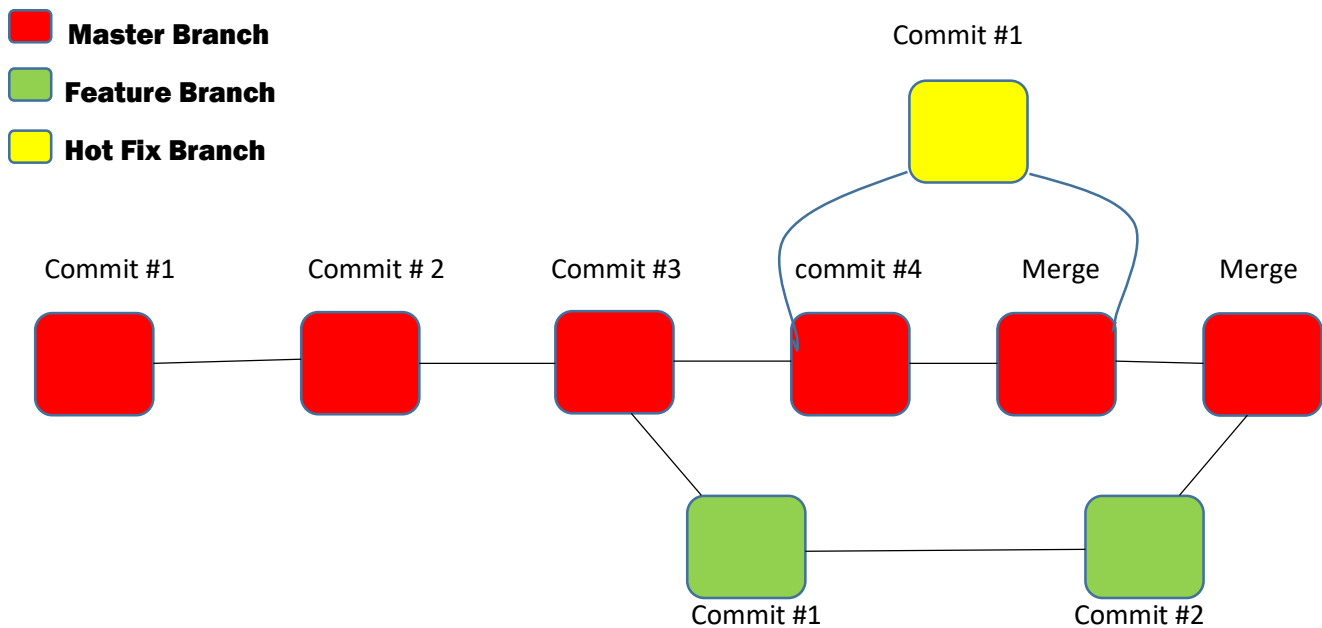 Master Branch
Feature Branch
Hot Fix Branch
Commit #1
Commit #1
Commit # 2
Commit #3
commit #4
Merge
Merge
Commit #1
Commit #2